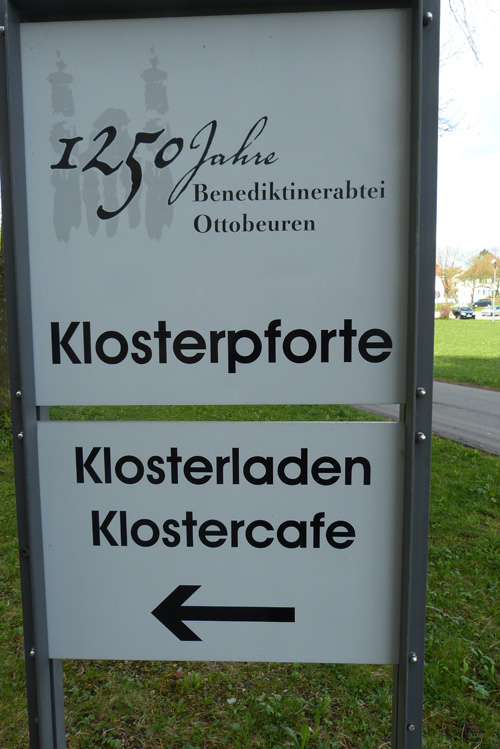 1250 Jahre
Benediktinerabtei
Ottobeuren
Klosterpforte
Klosterladen
Klostercafe